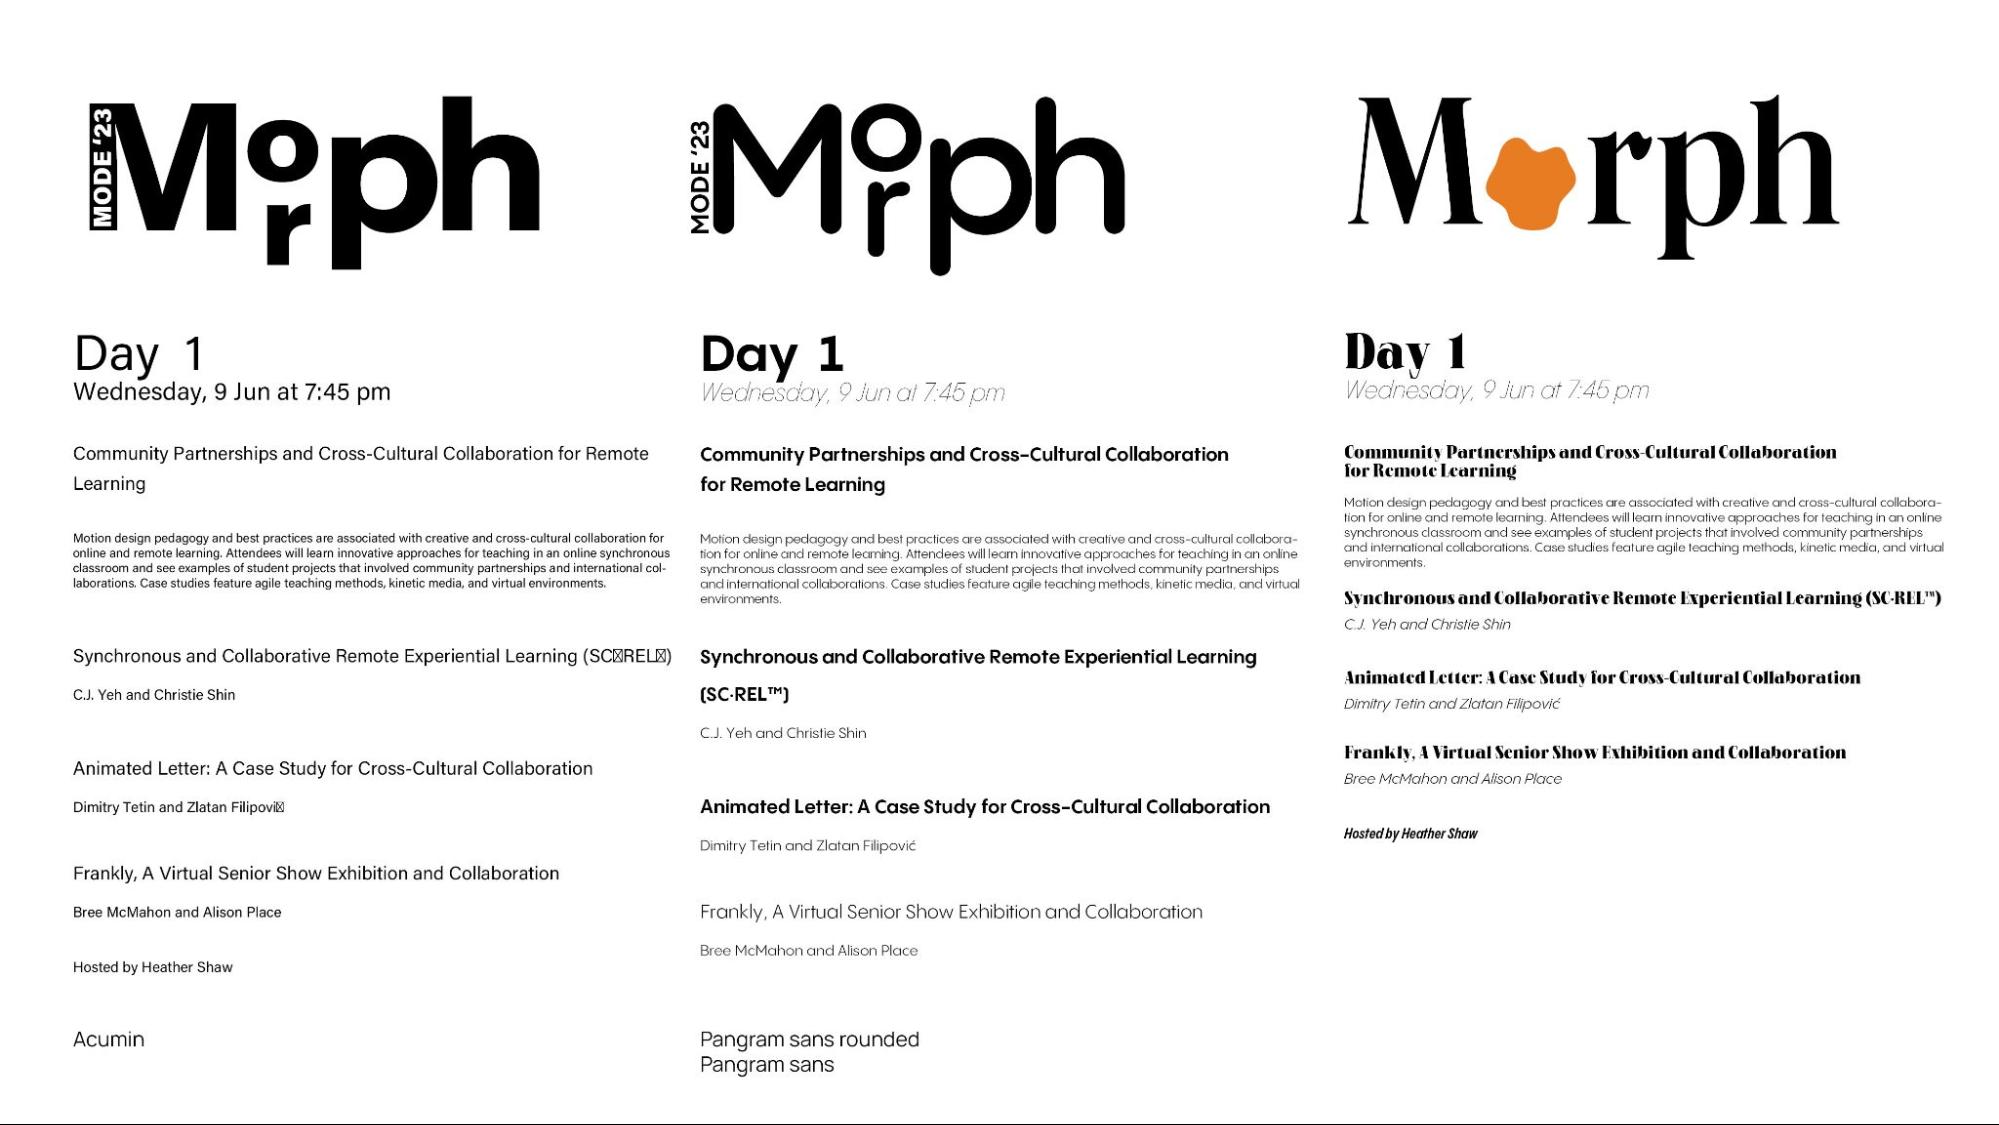 MODE '23
Morph
Day 1
Wednesday, 9 Jun at 7:45 pm
Community Partnerships and Cross-Cultural Collaboration for Remote
Learning
Motion design pedagogy and best practices are associated with creative and cross-cultural collaboration for
online and remote learning. Attendees will learn innovative approaches for teaching in an online synchronous
classroom and see examples of student projects that involved community partnerships and international col-
laborations. Case studies feature agile teaching methods, kinetic media, and virtual environments.
Synchronous and Collaborative Remote Experiential Learning (SC☒REL☒)
C.J. Yeh and Christie Shin
Animated Letter: A Case Study for Cross-Cultural Collaboration
Dimitry Tetin and Zlatan Filipovi☒
Frankly, A Virtual Senior Show Exhibition and Collaboration
Bree McMahon and Alison Place
Hosted by Heather Shaw
Acumin
MODE '23
Morph
Day 1
Wednesday, 9 Jun at 7:45 pm
Community Partnerships and Cross-Cultural Collaboration
for Remote Learning
Motion design pedagogy and best practices are associated with creative and cross-cultural collabora-
tion for online and remote learning. Attendees will learn innovative approaches for teaching in an online
synchronous classroom and see examples of student projects that involved community partnerships
and international collaborations. Case studies feature agile teaching methods, kinetic media, and virtual
environments.
Synchronous and Collaborative Remote Experiential Learning
(SC·REL™)
C.J. Yeh and Christie Shin
Animated Letter: A Case Study for Cross-Cultural Collaboration
Dimitry Tetin and Zlatan Filipović
Frankly, A Virtual Senior Show Exhibition and Collaboration
Bree McMahon and Alison Place
Pangram sans rounded
Pangram sans
M rph
Day 1
Wednesday, 9 Jun at 7:45 pm
Community Partnerships and Cross-Cultural Collaboration
for Remote Learning
Motion design pedagogy and best practices are associated with creative and cross-cultural collabora-
tion for online and remote learning. Attendees will learn innovative approaches for teaching in an online
synchronous classroom and see examples of student projects that involved community partnerships
and international collaborations. Case studies feature agile teaching methods, kinetic media, and virtual
environments.
Synchronous and Collaborative Remote Experiential Learning (SC·REL™)
C.J. Yeh and Christie Shin
Animated Letter: A Case Study for Cross-Cultural Collaboration
Dimitry Tetin and Zlatan Filipović
Frankly, A Virtual Senior Show Exhibition and Collaboration
Bree McMahon and Alison Place
Hosted by Heather Shaw